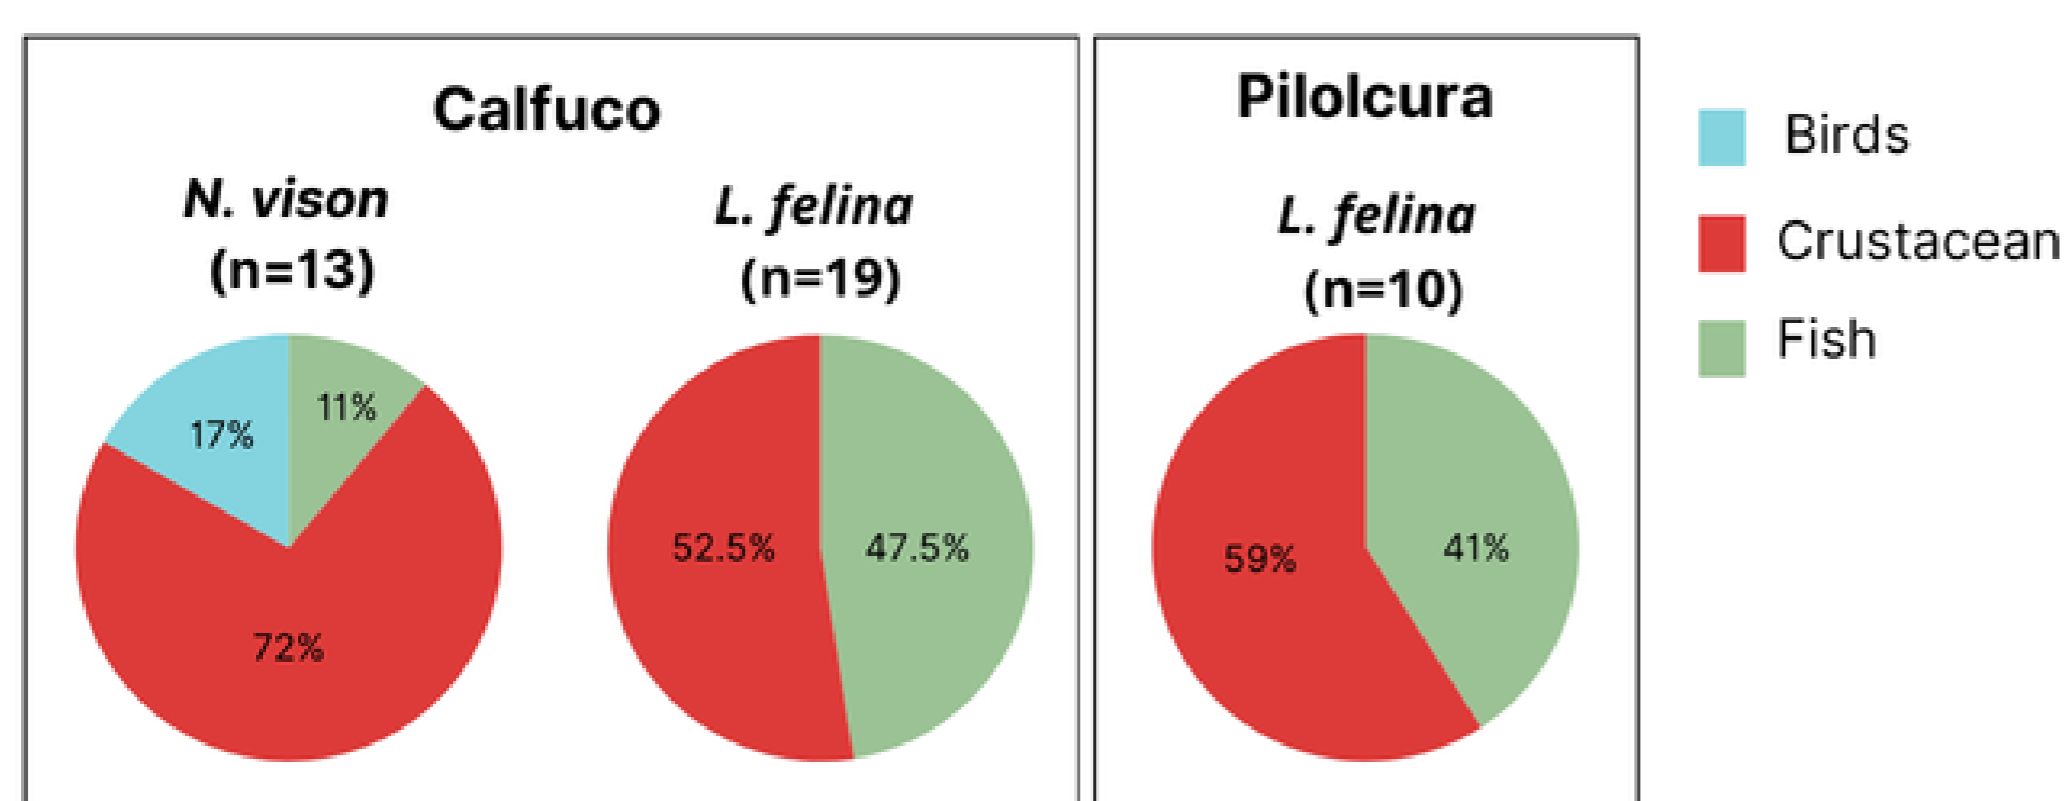 Calfuco
N. vison
(n=13)
17%
11%
72%
L. felina
(n=19)
52.5%
47.5%
Pilolcura
L. felina
(n=10)
59%
41%
Birds
Crustacean
Fish